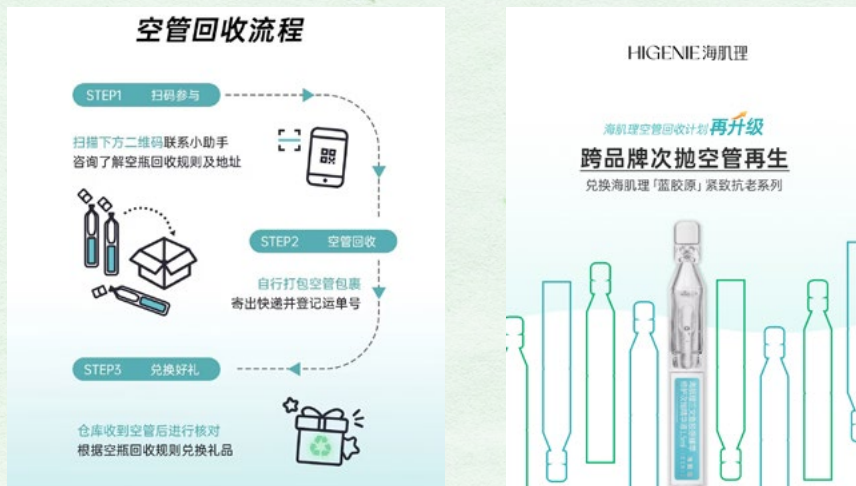 空管回收流程
STEP1 扫码参与
扫描下方二维码联系小助手
咨询了解空瓶回收规则及地址
STEP2 空管回收
自行打包空管包裹
寄出快递并登记运单号
STEP3 兑换好礼
仓库收到空管后进行核对
根据空瓶回收规则兑换礼品
HIGENIE海肌理
海肌理空管回收计划再升级
跨品牌次抛空管再生
兑换海肌理「蓝胶原」紧致抗老系列